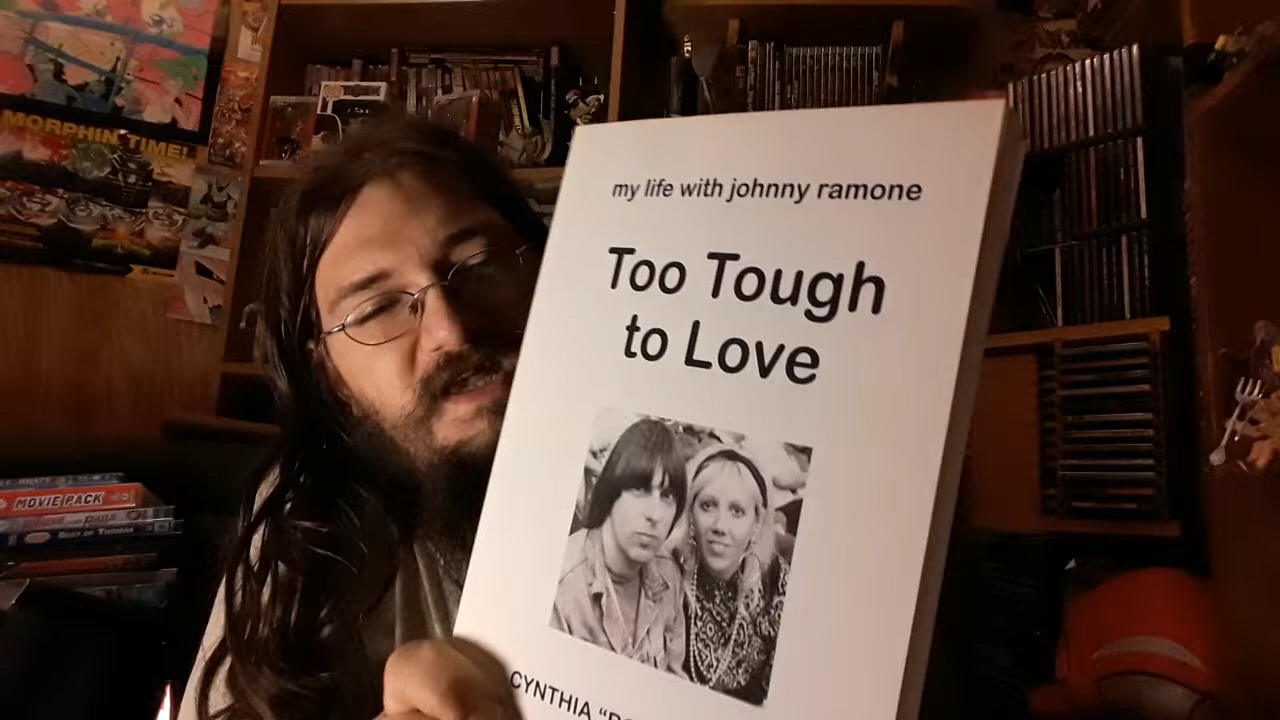 MORPHIN TIME!
my life with johnny ramone
Too Tough
to Love
MOVIE PACK
CYNTHIA